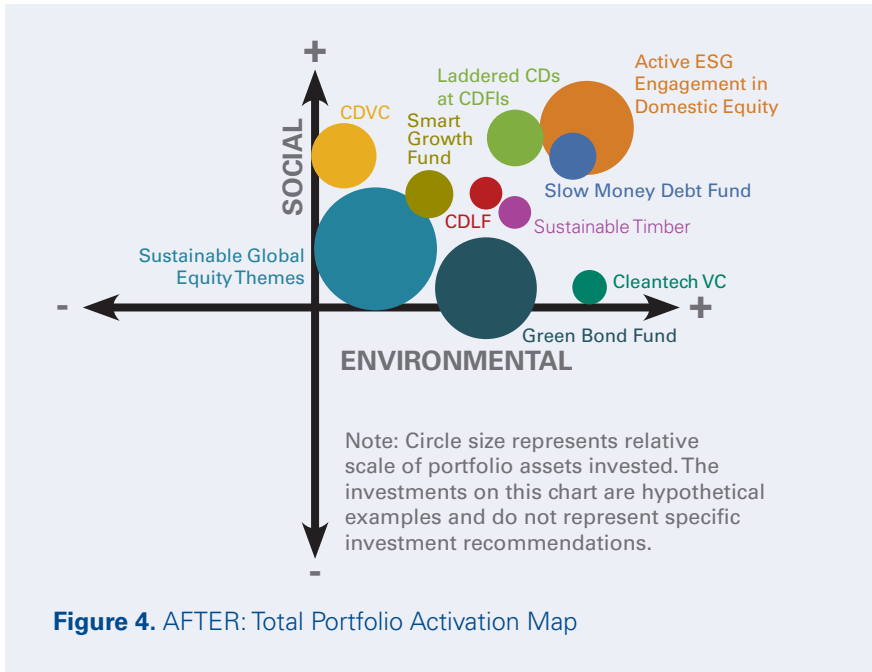 +
SOCIAL
CDVC
Laddered CDs
at CDFIs
Active ESG
Engagement in
Domestic Equity
Smart
Growth
Fund
Slow Money Debt Fund
CDLF
Sustainable Timber
Sustainable Global
Equity Themes
Cleantech VC
-
+
Green Bond Fund
ENVIRONMENTAL
Note: Circle size represents relative
scale of portfolio assets invested. The
investments on this chart are hypothetical
examples and do not represent specific
investment recommendations.
-
Figure 4. AFTER: Total Portfolio Activation Map